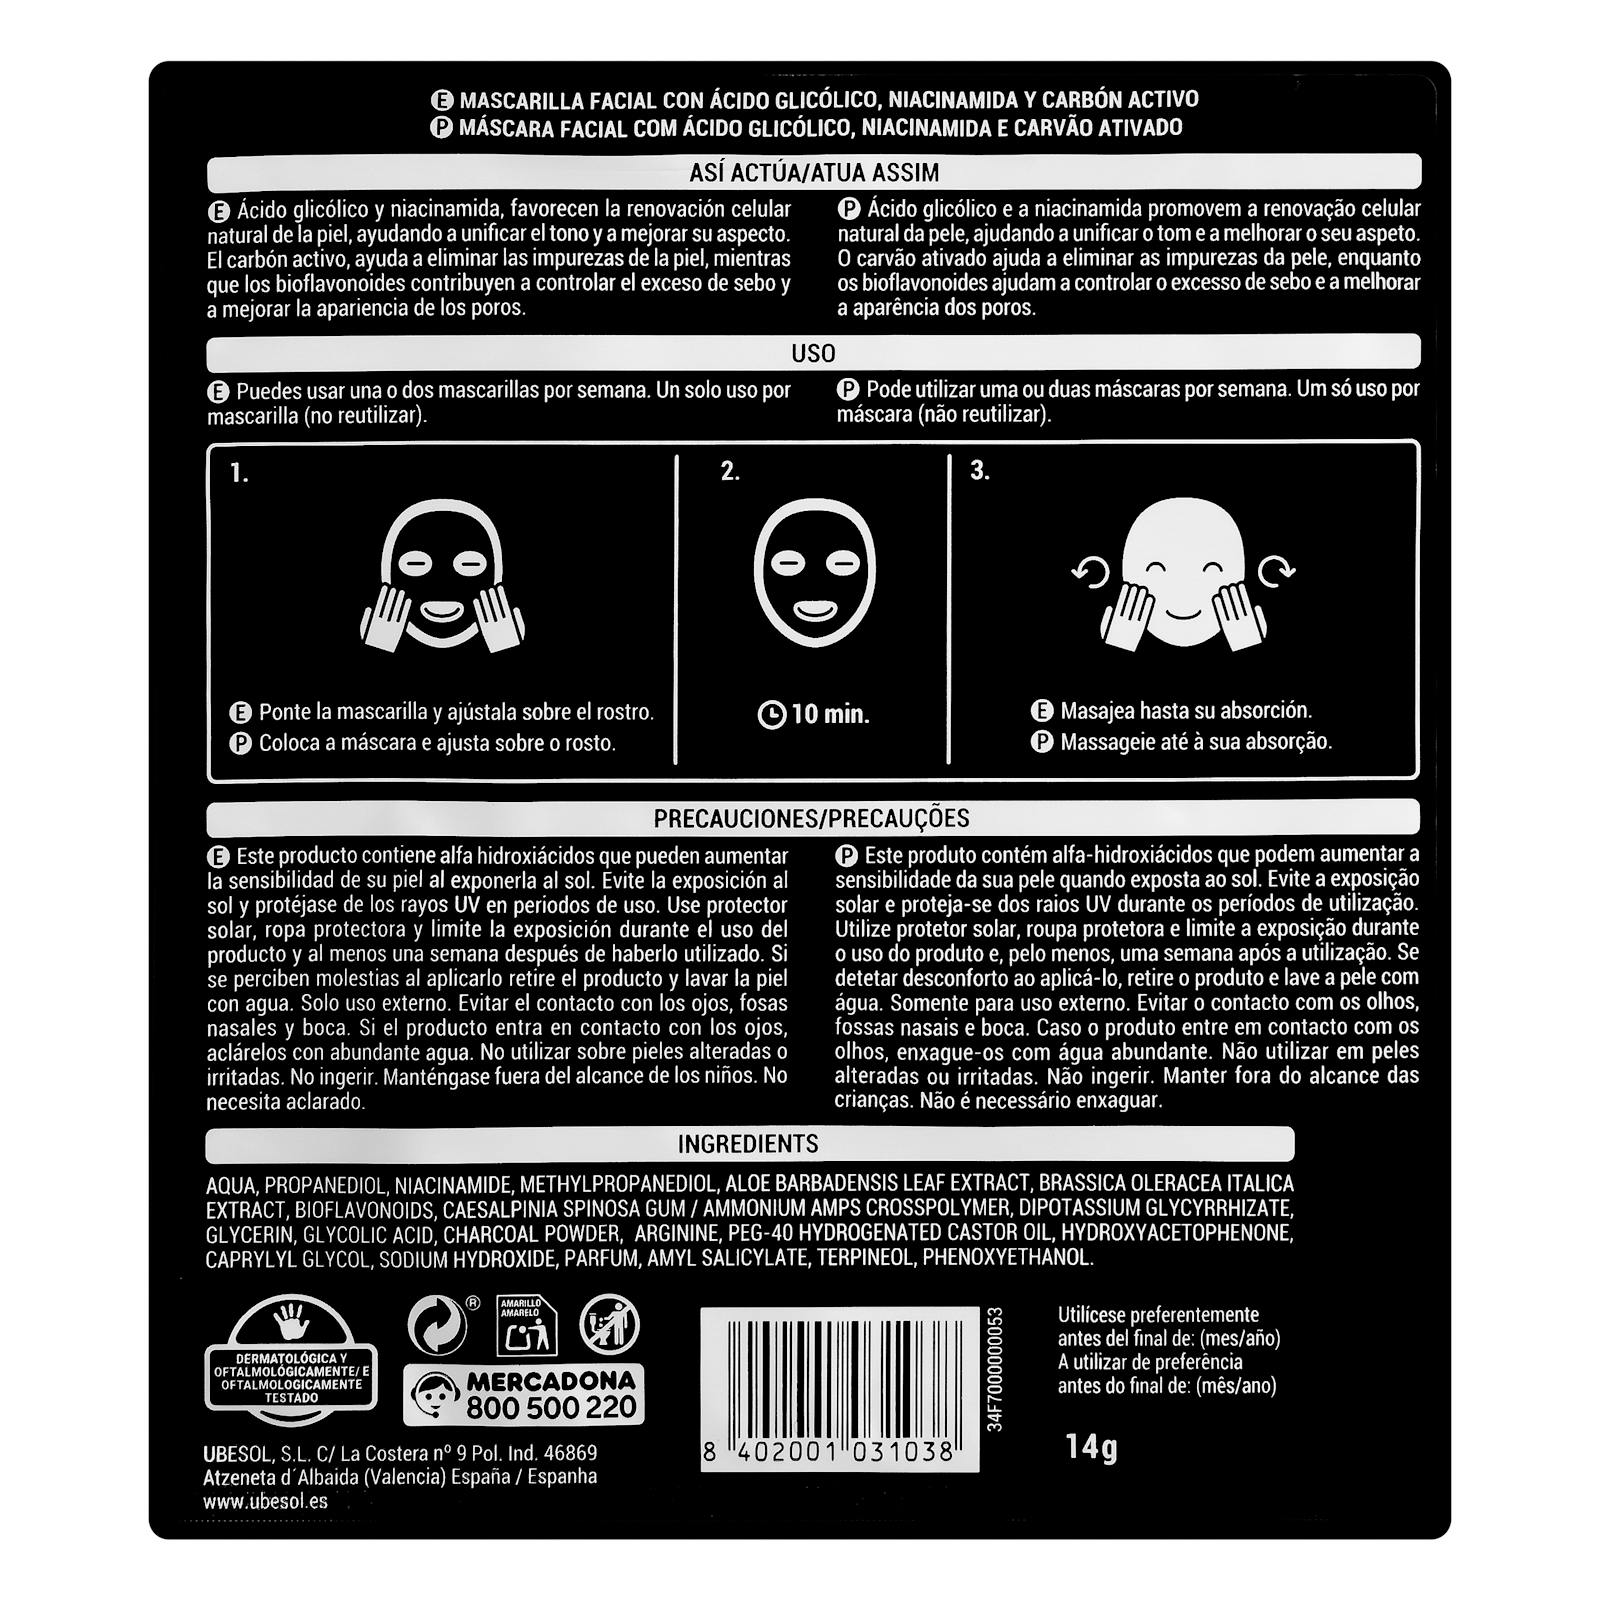 E MASCARILLA FACIAL CON ÁCIDO GLICÓLICO, NIACINAMIDA Y CARBÓN ACTIVO
P MÁSCARA FACIAL COM ÁCIDO GLICÓLICO, NIACINAMIDA E CARVÃO ATIVADO
ASÍ ACTÚA/ATUA ASSIM
E Ácido glicólico y niacinamida, favorecen la renovación celular
natural de la piel, ayudando a unificar el tono y a mejorar su aspecto.
El carbón activo, ayuda a eliminar las impurezas de la piel, mientras
que los bioflavonoides contribuyen a controlar el exceso de sebo y
a mejorar la apariencia de los poros.
P Ácido glicólico e a niacinamida promovem a renovação celular
natural da pele, ajudando a unificar o tom e a melhorar o seu aspeto.
O carvão ativado ajuda a eliminar as impurezas da pele, enquanto
os bioflavonoides ajudam a controlar o excesso de sebo e a melhorar
a aparência dos poros.
USO
E Puedes usar una o dos mascarillas por semana. Un solo uso por
mascarilla (no reutilizar).
P Pode utilizar uma ou duas máscaras por semana. Um só uso por
máscara (não reutilizar).
1.
E Ponte la mascarilla y ajústala sobre el rostro.
P Coloca a máscara e ajusta sobre o rosto.
2.
10 min.
3.
E Masajea hasta su absorción.
P Massageie até à sua absorção.
PRECAUCIONES/PRECAUÇÕES
E Este producto contiene alfa hidroxiácidos que pueden aumentar
la sensibilidad de su piel al exponerla al sol. Evite la exposición al
sol y protéjase de los rayos UV en periodos de uso. Use protector
solar, ropa protectora y limite la exposición durante el uso del
producto y al menos una semana después de haberlo utilizado. Si
se perciben molestias al aplicarlo retire el producto y lavar la piel
con agua. Solo uso externo. Evitar el contacto con los ojos, fosas
nasales y boca. Si el producto entra en contacto con los ojos,
aclárelos con abundante agua. No utilizar sobre pieles alteradas o
irritadas. No ingerir. Manténgase fuera del alcance de los niños. No
necesita aclarado.
P Este produto contém alfa-hidroxiácidos que podem aumentar a
sensibilidade da sua pele quando exposta ao sol. Evite a exposição
solar e proteja-se dos raios UV durante os períodos de utilização.
Utilize protetor solar, roupa protetora e limite a exposição durante
o uso do produto e, pelo menos, uma semana após a utilização. Se
detetar desconforto ao aplicá-lo, retire o produto e lave a pele com
água. Somente para uso externo. Evitar o contacto com os olhos,
fossas nasais e boca. Caso o produto entre em contacto com os
olhos, enxague-os com água abundante. Não utilizar em peles
alteradas ou irritadas. Não ingerir. Manter fora do alcance das
crianças. Não é necessário enxaguar.
INGREDIENTS
AQUA, PROPANEDIOL, NIACINAMIDE, METHYLPROPANEDIOL, ALOE BARBADENSIS LEAF EXTRACT, BRASSICA OLERACEA ITALICA
EXTRACT, BIOFLAVONOIDS, CAESALPINIA SPINOSA GUM / AMMONIUM AMPS CROSSPOLYMER, DIPOTASSIUM GLYCYRRHIZATE,
GLYCERIN, GLYCOLIC ACID, CHARCOAL POWDER, ARGININE, PEG-40 HYDROGENATED CASTOR OIL, HYDROXYACETOPHENONE,
CAPRYLYL GLYCOL, SODIUM HYDROXIDE, PARFUM, AMYL SALICYLATE, TERPINEOL, PHENOXYETHANOL.
DERMATOLÓGICA Y
OFTALMOLÓGICAMENTE/E
OFTALMOLOGICAMENTE
TESTADO
®
AMARILLO
AMARELO
MERCADONA
800 500 220
UBESOL, S.L. C/ La Costera nº 9 Pol. Ind. 46869
Atzeneta d´Albaida (Valencia) España / Espanha
www.ubesol.es
8 402001 031038
34F7000000053
Utilícese preferentemente
antes del final de: (mes/año)
A utilizar de preferência
antes do final de: (mês/ano)
14g